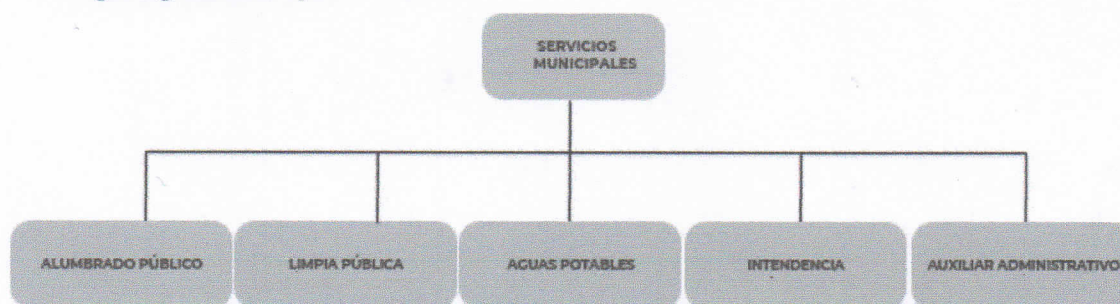 SERVICIOS
MUNICIPALES
ALUMBRADO PÚBLICO
LIMPIA PÚBLICA
AGUAS POTABLES
INTENDENCIA
AUXILIAR ADMINISTRATIVO